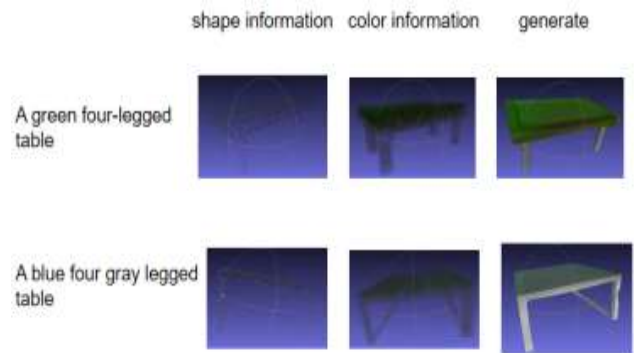 shape information color information generate
A green four-legged
table
A blue four gray legged
table